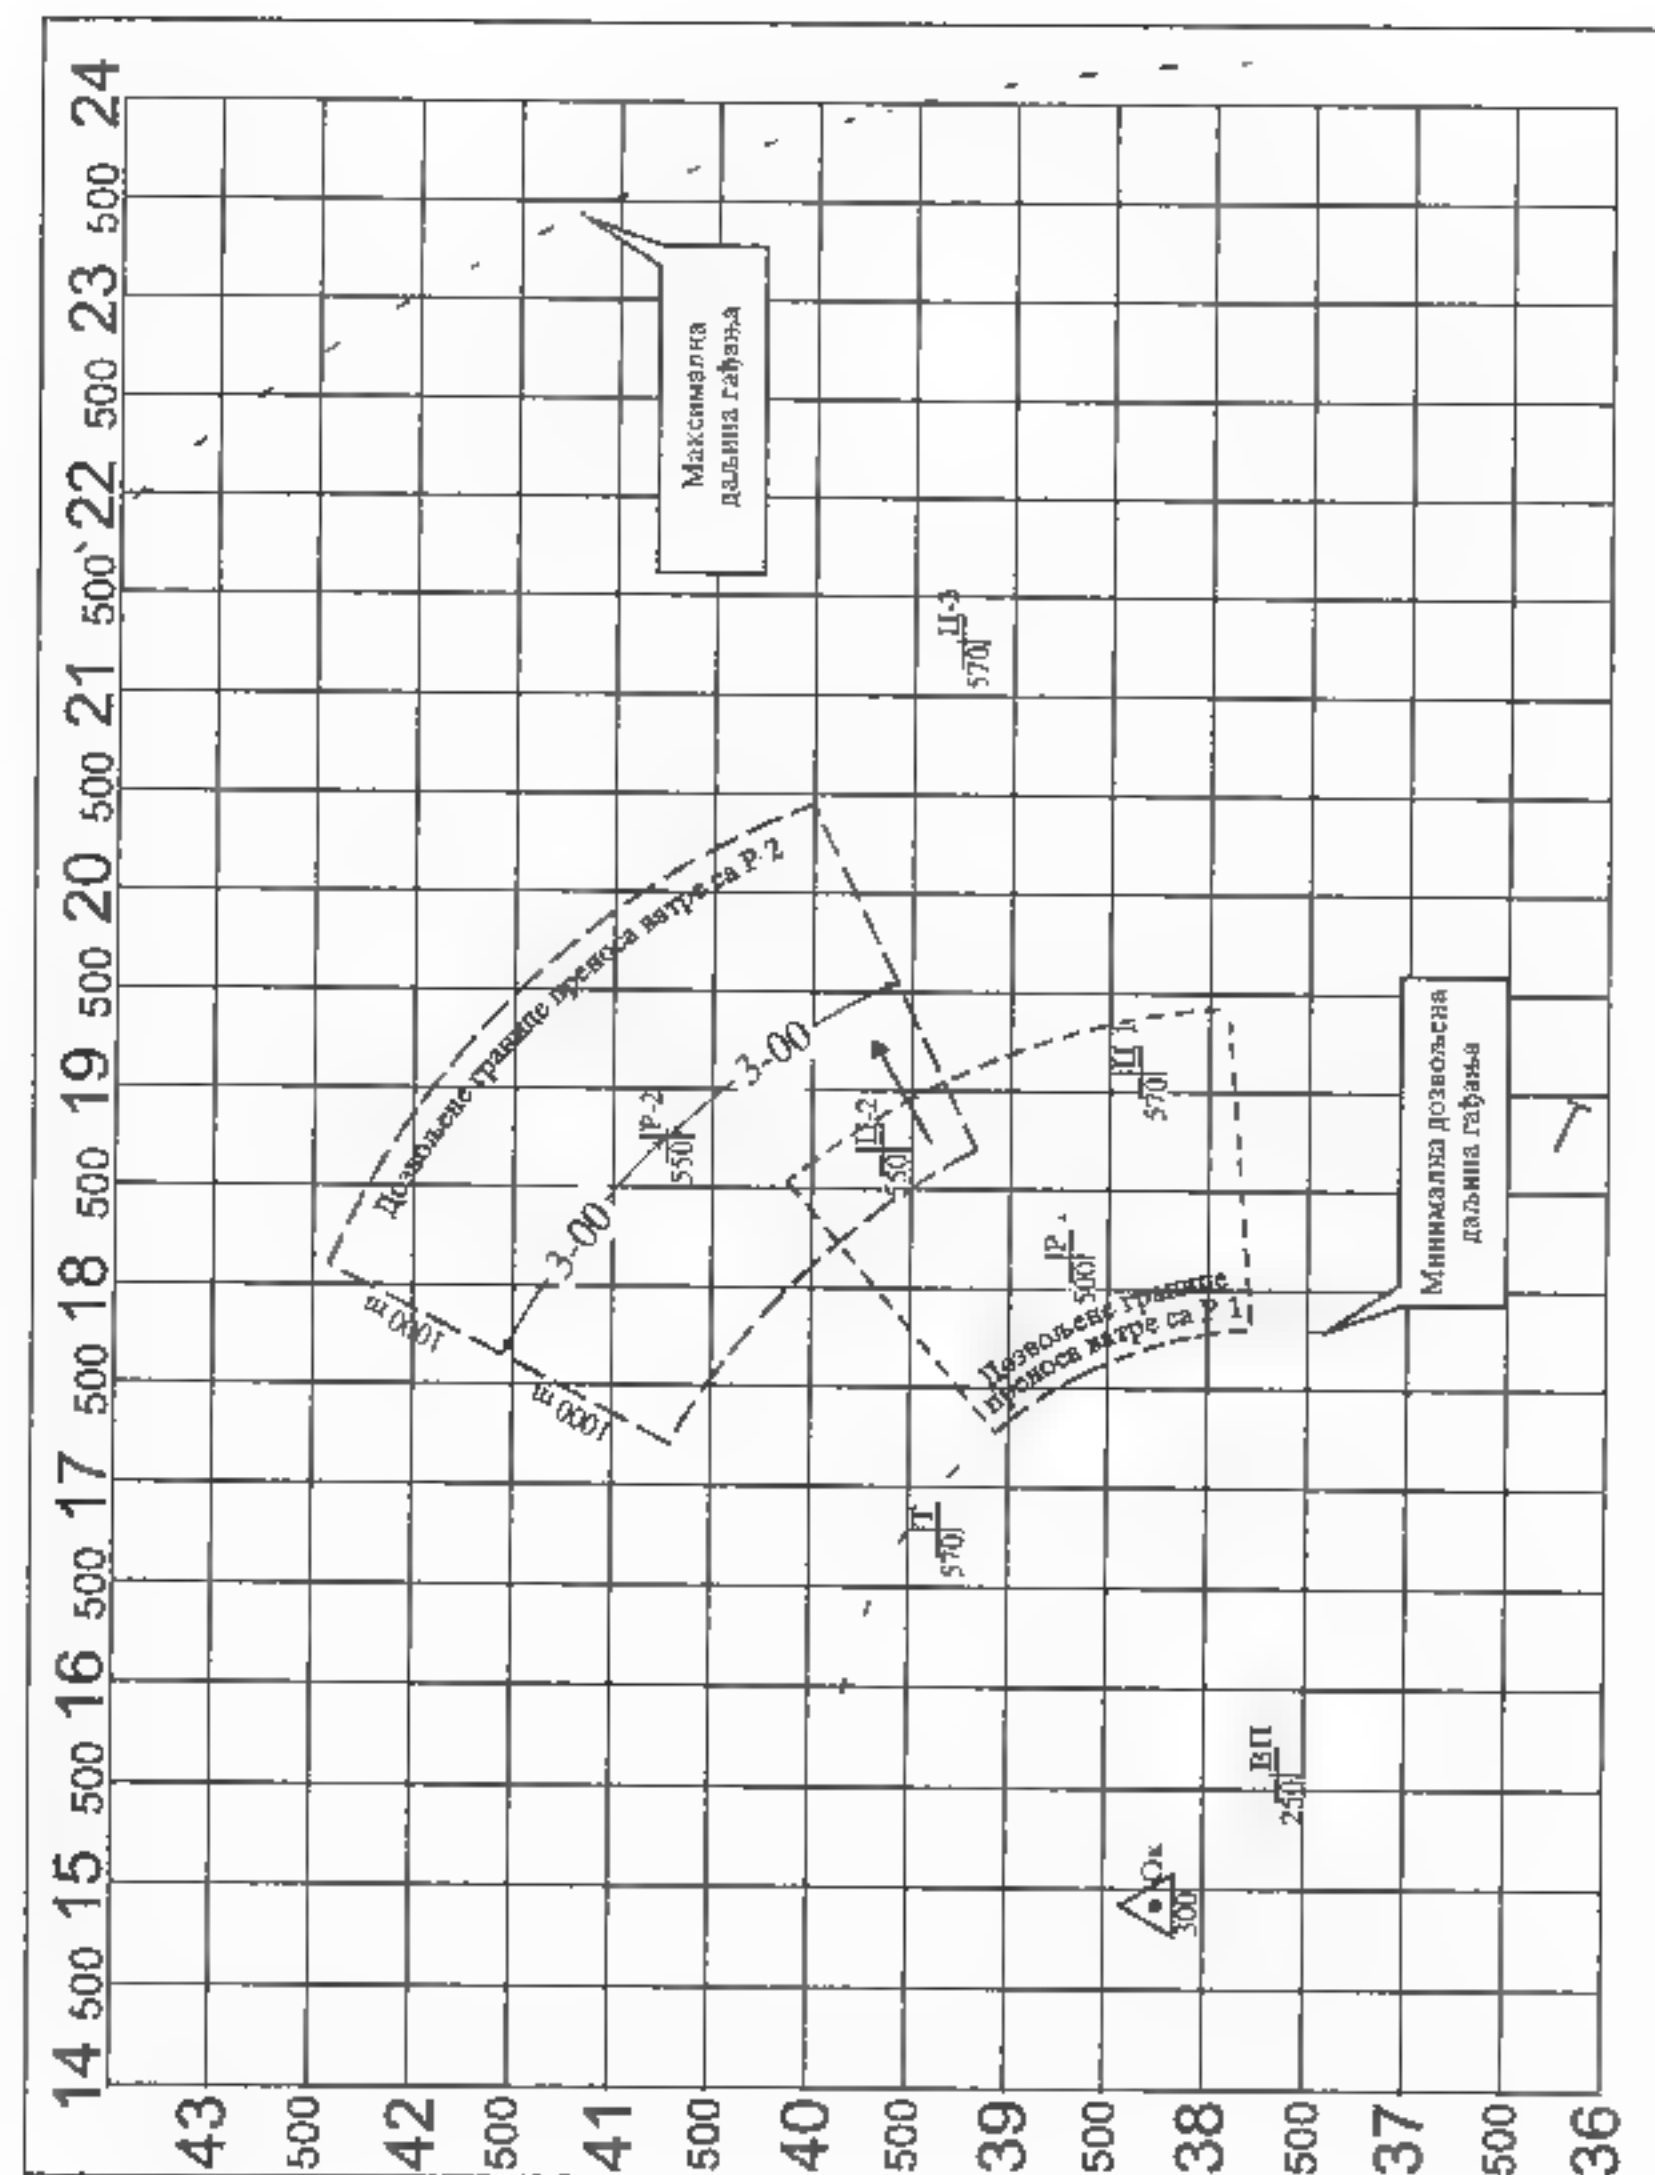 14 500 15 500 16 500 17 500 18 500 19 500 20 500 21 500 22 500 23 500 24
43
500
42
500
41
500
40
500
39
500
38
500
37
500
36
Максимална
даљина гађања
Дозвољене границе преноса ватре са Р 2
1000 m
1000 m
3-00
3-00
Р-2
550
Ц-2
550
Ц-3
570
Ц 1
570
Р
500
Дозвољене границе
преноса ватре са Р 1
Минимална дозвољена
даљина гађања
Т
570
ВП
250
Ок
300